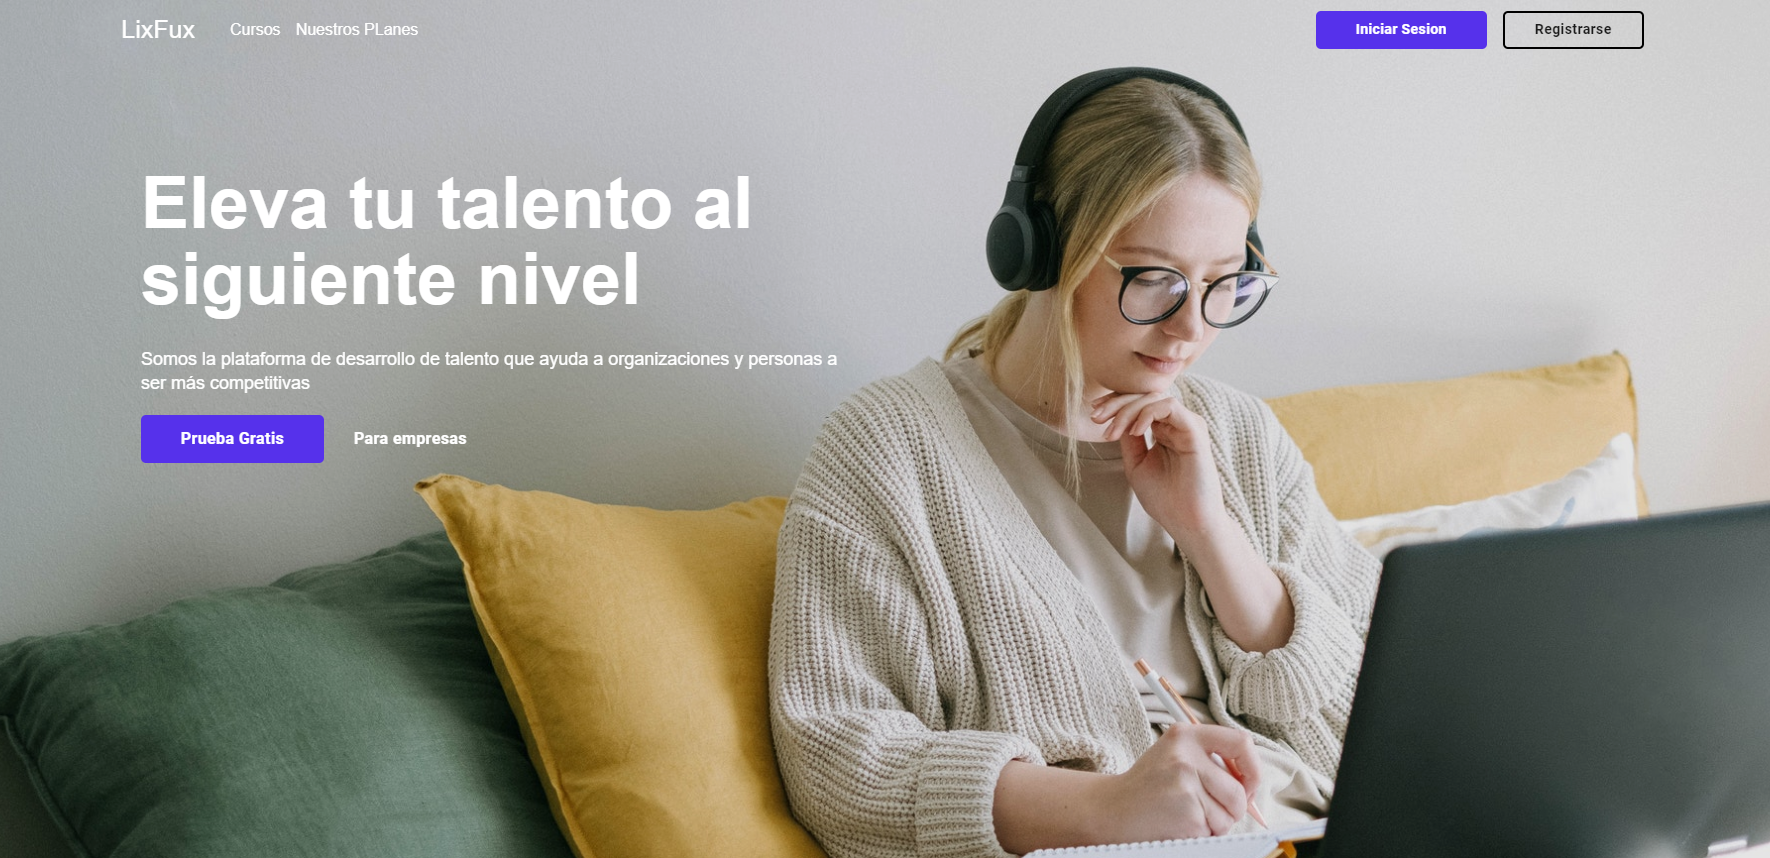 LixFux Cursos Nuestros PLanes Iniciar Sesion Registrarse
Eleva tu talento al
siguiente nivel
Somos la plataforma de desarrollo de talento que ayuda a organizaciones y personas a
ser más competitivas
Prueba Gratis Para empresas